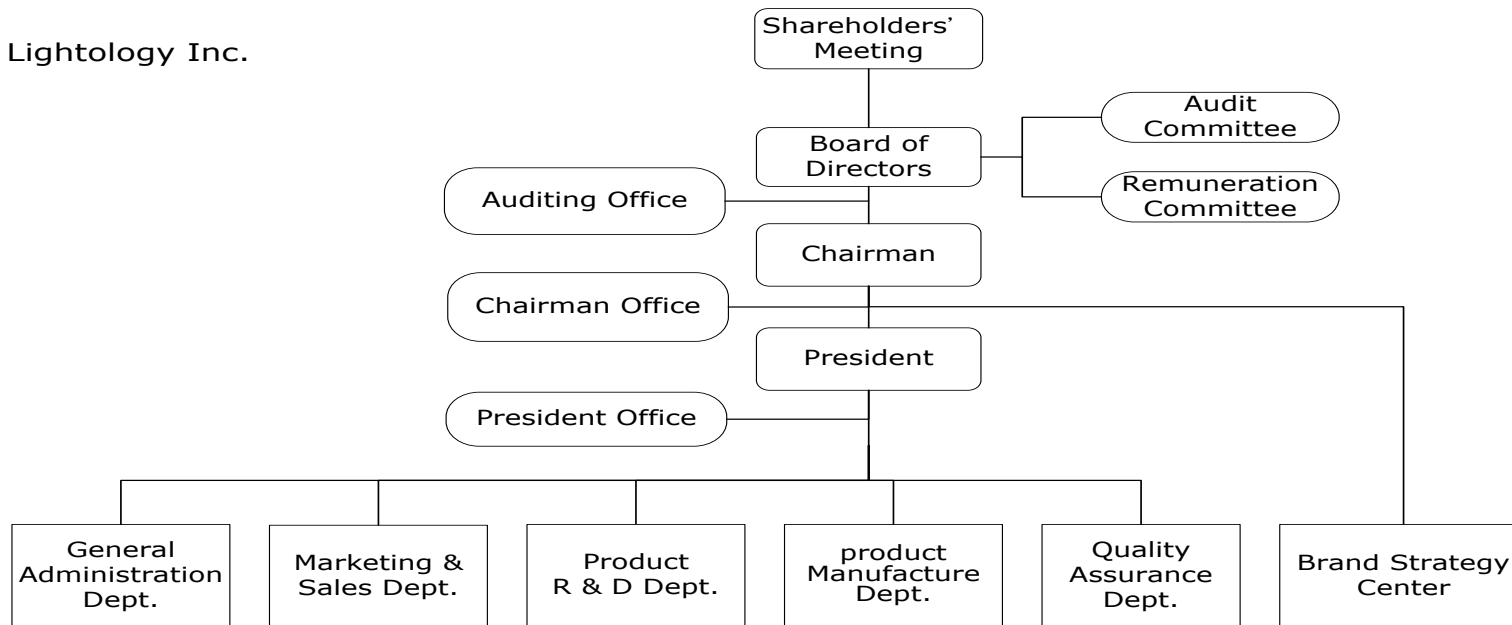 Lightology Inc.
Shareholders’
Meeting
Audit
Committee
Board of
Directors
Remuneration
Committee
Auditing Office
Chairman
Chairman Office
President
President Office
General
Administration
Dept.
Marketing &
Sales Dept.
Product
R & D Dept.
product
Manufacture
Dept.
Quality
Assurance
Dept.
Brand Strategy
Center